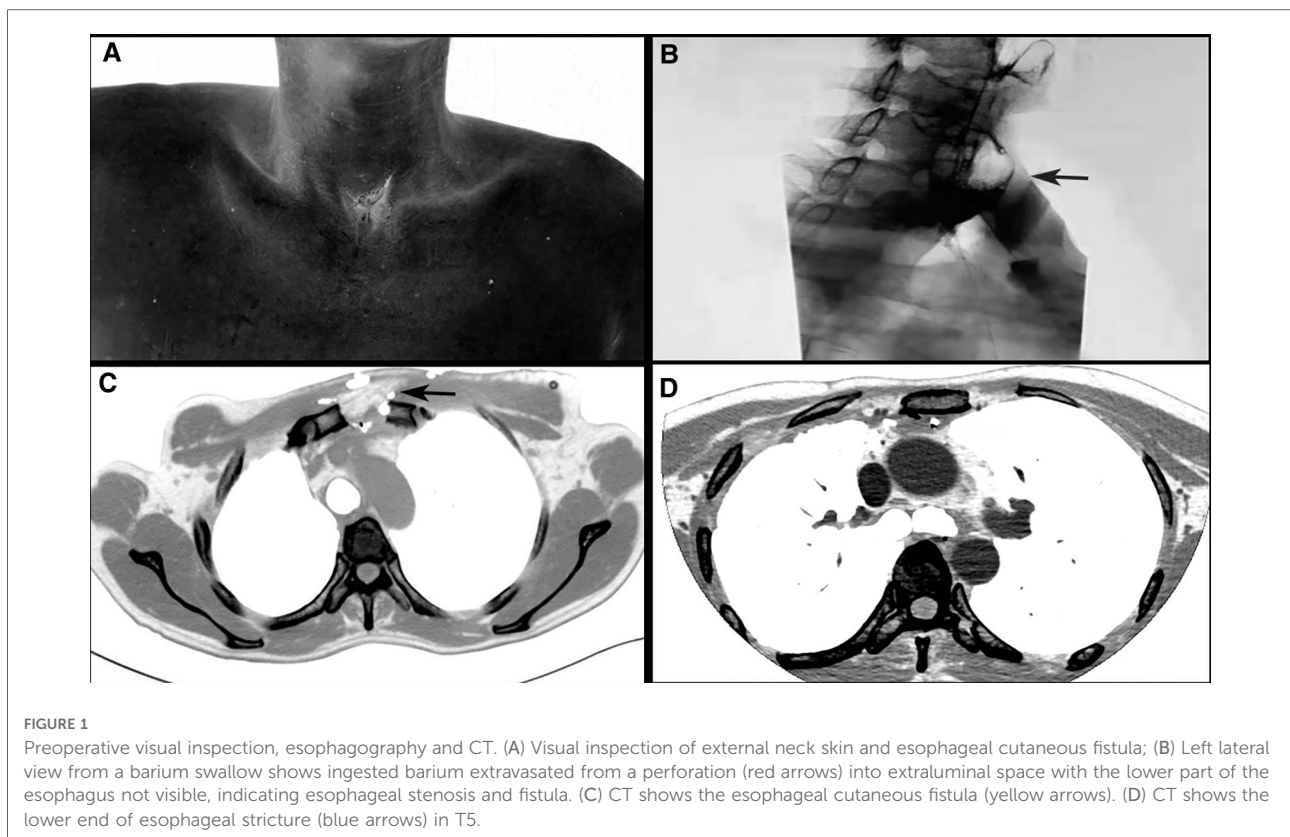 A
B
C
D
FIGURE 1
Preoperative visual inspection, esophagography and CT. (A) Visual inspection of external neck skin and esophageal cutaneous fistula; (B) Left lateral
view from a barium swallow shows ingested barium extravasated from a perforation (red arrows) into extraluminal space with the lower part of the
esophagus not visible, indicating esophageal stenosis and fistula. (C) CT shows the esophageal cutaneous fistula (yellow arrows). (D) CT shows the
lower end of esophageal stricture (blue arrows) in T5.